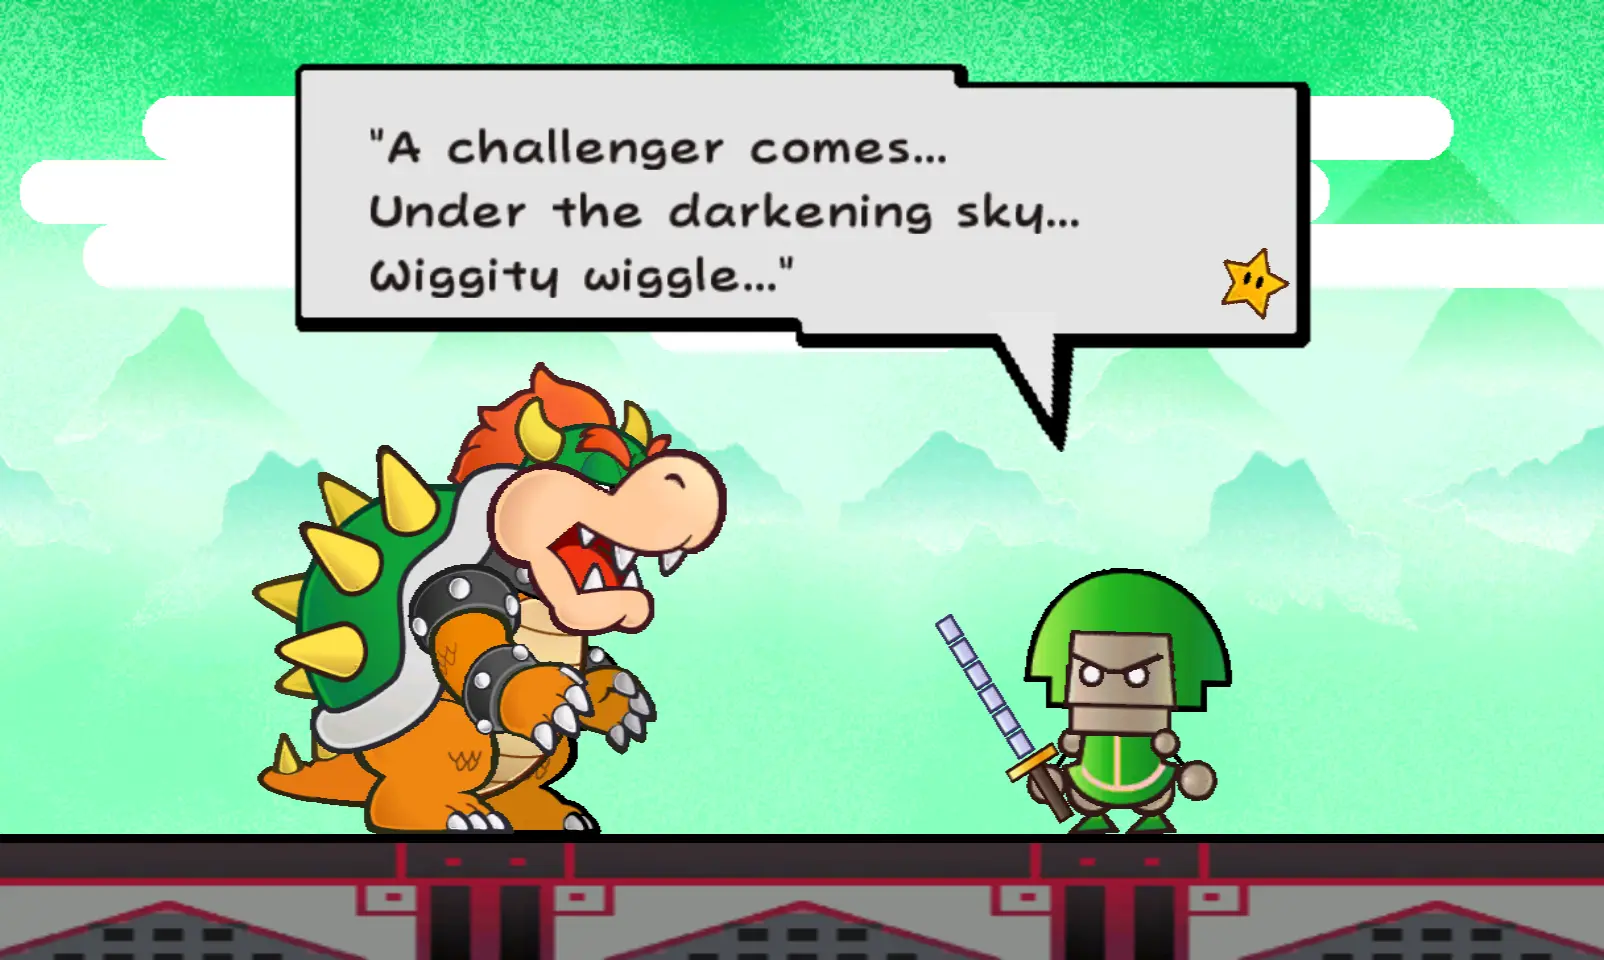 "A challenger comes...
Under the darkening sky...
Wiggity wiggle..."